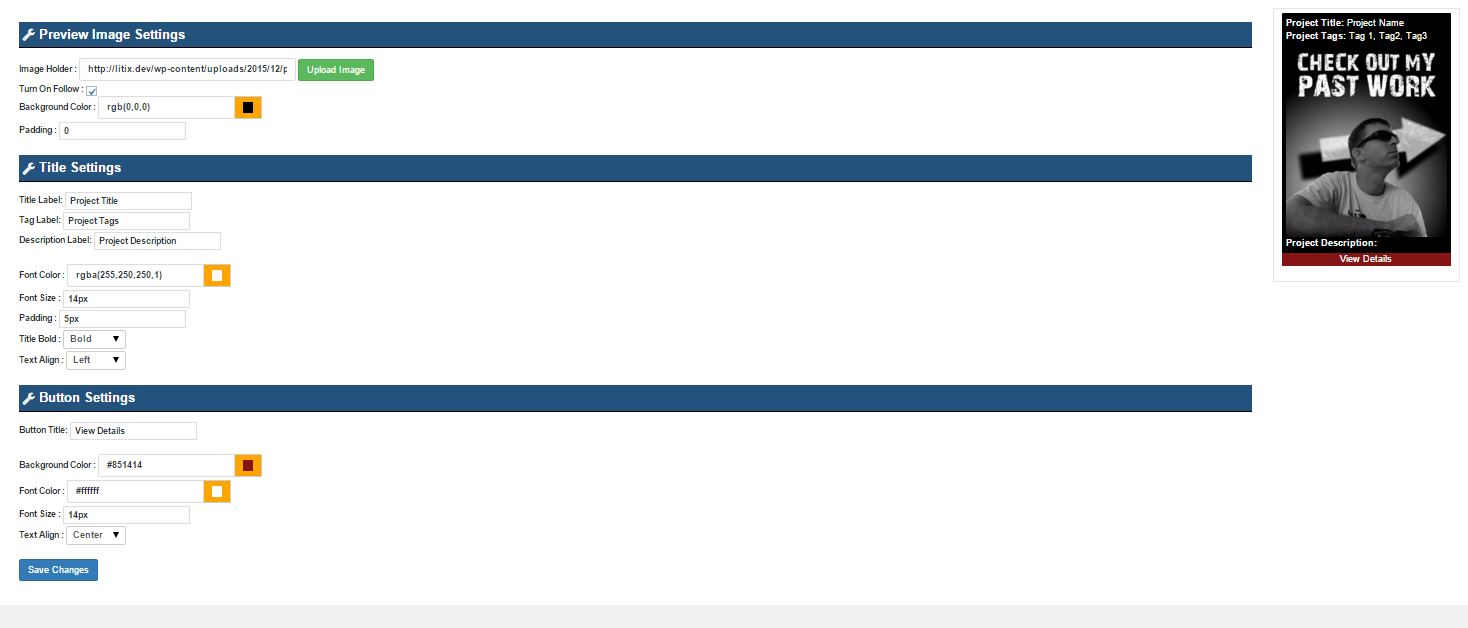 Preview Image Settings
Image Holder : http://litix.dev/wp-content/uploads/2015/12/p Upload Image
Turn On Follow :
Background Color : rgb(0,0,0)
Padding : 0
Title Settings
Title Label: Project Title
Tag Label: Project Tags
Description Label: Project Description
Font Color : rgba(255,250,250,1)
Font Size : 14px
Padding : 5px
Title Bold : Bold
Text Align : Left
Button Settings
Button Title: View Details
Background Color : #851414
Font Color : #ffffff
Font Size : 14px
Text Align : Center
Save Changes
Project Title: Project Name
Project Tags: Tag 1, Tag2, Tag3
CHECK OUT MY
PAST WORK
Project Description:
View Details